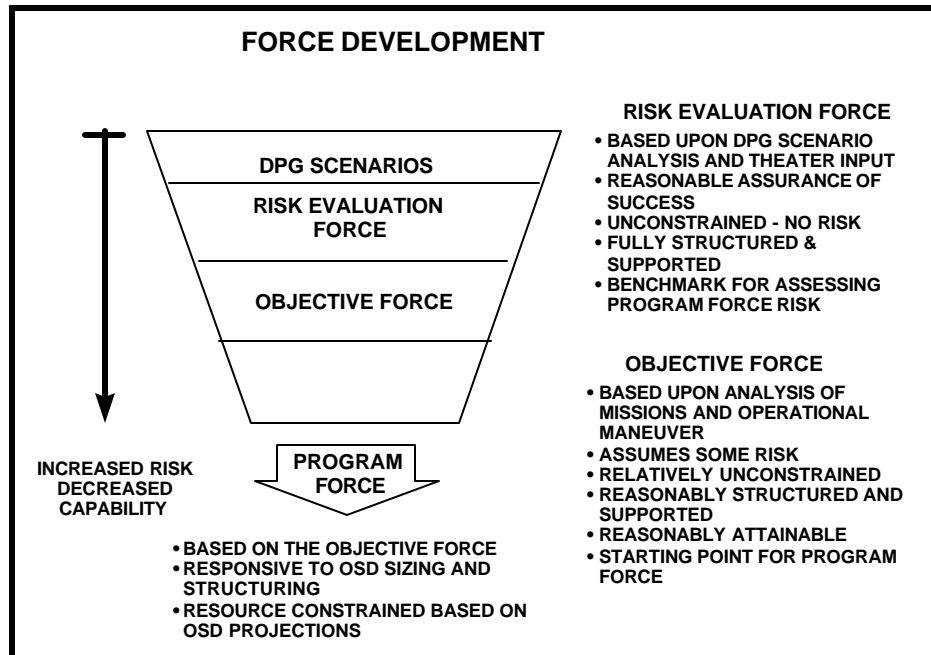 FORCE DEVELOPMENT
DPG SCENARIOS
RISK EVALUATION
FORCE
OBJECTIVE FORCE
PROGRAM
FORCE
INCREASED RISK
DECREASED
CAPABILITY
• BASED ON THE OBJECTIVE FORCE
• RESPONSIVE TO OSD SIZING AND
STRUCTURING
• RESOURCE CONSTRAINED BASED ON
OSD PROJECTIONS
RISK EVALUATION FORCE
• BASED UPON DPG SCENARIO
ANALYSIS AND THEATER INPUT
• REASONABLE ASSURANCE OF
SUCCESS
• UNCONSTRAINED - NO RISK
• FULLY STRUCTURED &
SUPPORTED
• BENCHMARK FOR ASSESSING
PROGRAM FORCE RISK
OBJECTIVE FORCE
• BASED UPON ANALYSIS OF
MISSIONS AND OPERATIONAL
MANEUVER
• ASSUMES SOME RISK
• RELATIVELY UNCONSTRAINED
• REASONABLY STRUCTURED AND
SUPPORTED
• REASONABLY ATTAINABLE
• STARTING POINT FOR PROGRAM
FORCE